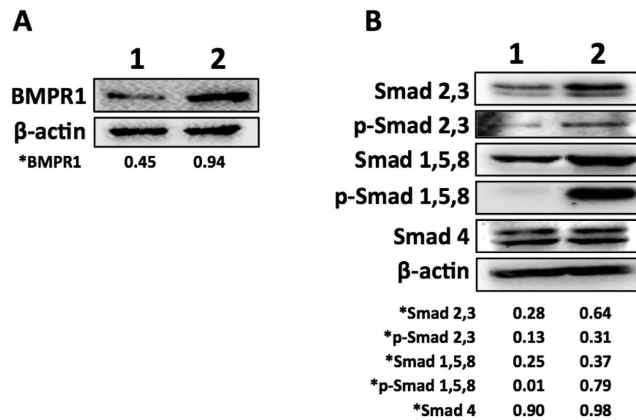 A
1 2
BMPR1
β-actin
*BMPR1 0.45 0.94
B
1 2
Smad 2,3
p-Smad 2,3
Smad 1,5,8
p-Smad 1,5,8
Smad 4
β-actin
*Smad 2,3 0.28 0.64
*p-Smad 2,3 0.13 0.31
*Smad 1,5,8 0.25 0.37
*p-Smad 1,5,8 0.01 0.79
*Smad 4 0.90 0.98